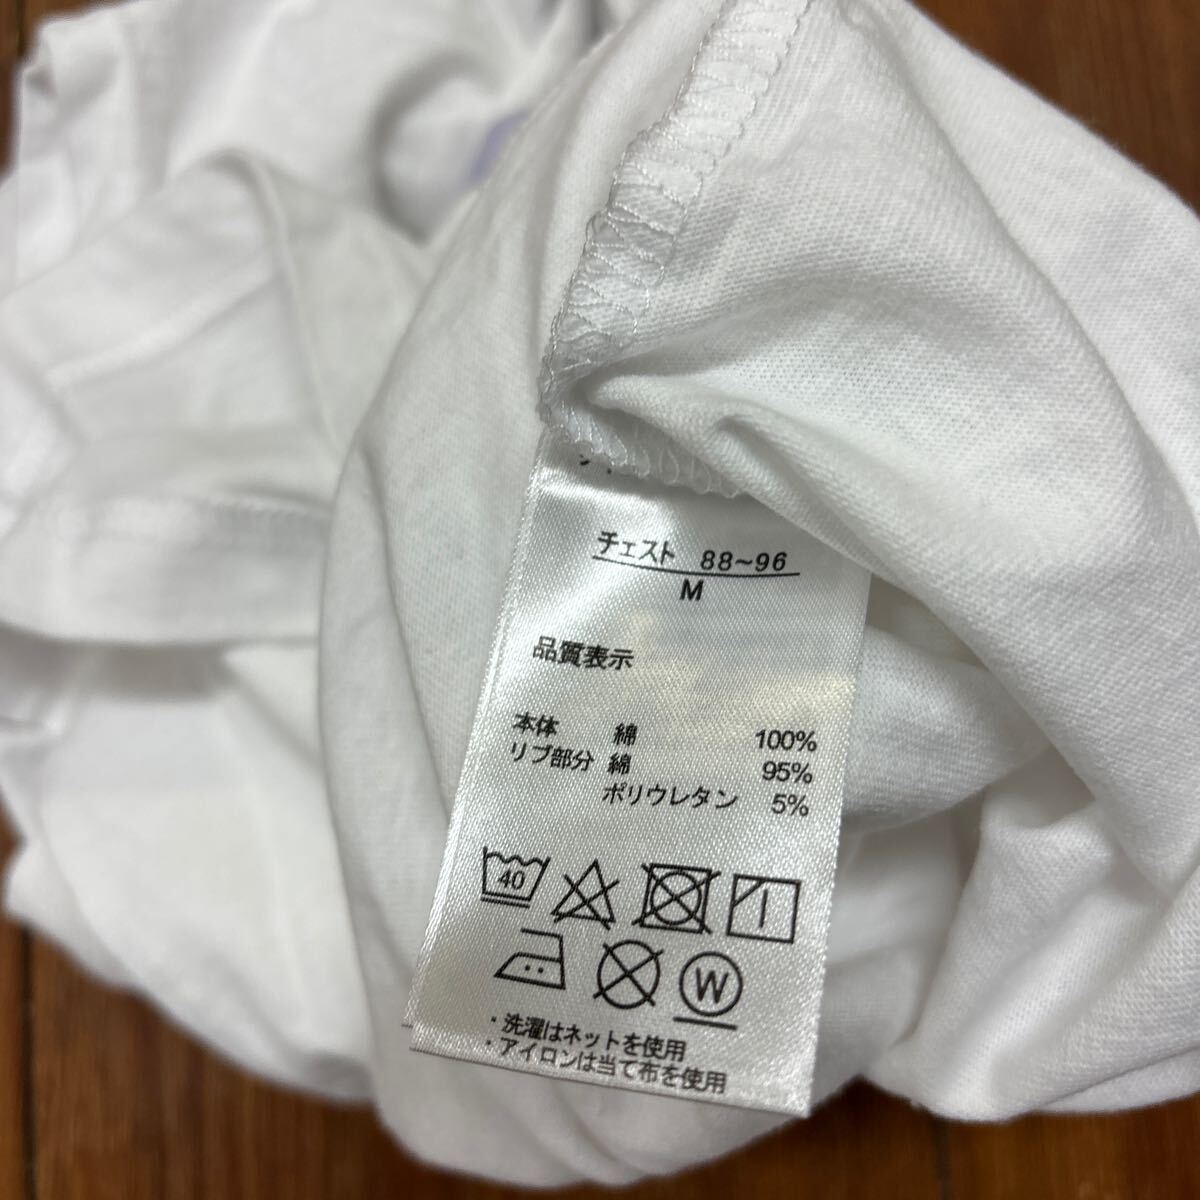 チェスト 88~96
M
品質表示
本体 綿 100%
リブ部分 綿 95%
ポリウレタン 5%
40
W
・洗濯はネットを使用
・アイロンは当て布を使用